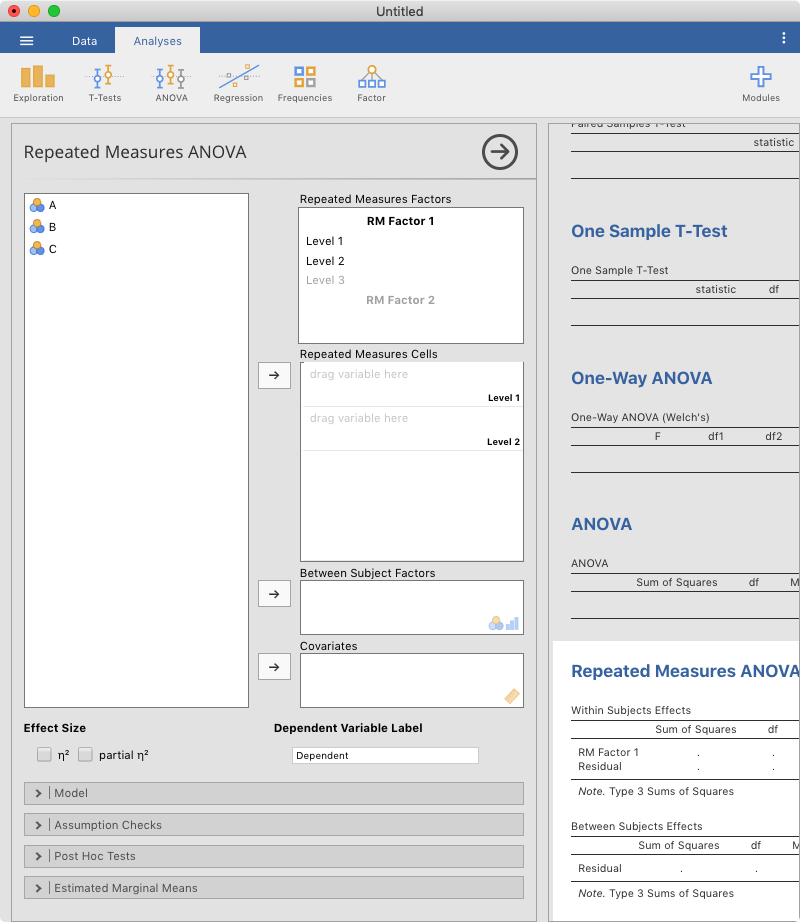 Untitled
Data
Analyses
Exploration
T-Tests
ANOVA
Regression
Frequencies
Factor
Modules
Repeated Measures ANOVA
A
B
C
Repeated Measures Factors
RM Factor 1
Level 1
Level 2
Level 3
RM Factor 2
Repeated Measures Cells
drag variable here
Level 1
drag variable here
Level 2
Between Subject Factors
Covariates
Effect Size
η²
partial η²
Dependent Variable Label
Dependent
Model
Assumption Checks
Post Hoc Tests
Estimated Marginal Means
Paired Samples T-Test
statistic
One Sample T-Test
One Sample T-Test
statistic df
One-Way ANOVA
One-Way ANOVA (Welch's)
F df1 df2
ANOVA
ANOVA
Sum of Squares df M
Repeated Measures ANOVA
Within Subjects Effects
Sum of Squares df
RM Factor 1 . .
Residual . .
Note. Type 3 Sums of Squares
Between Subjects Effects
Sum of Squares df M
Residual . .
Note. Type 3 Sums of Squares